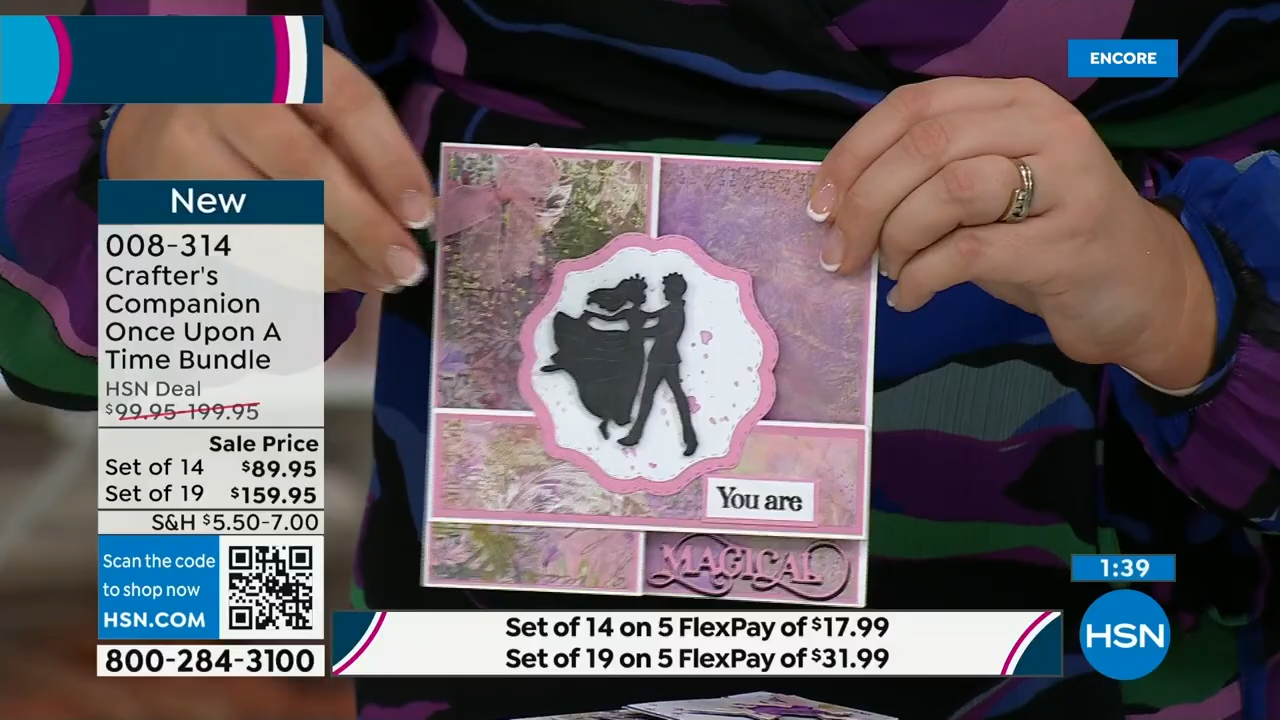 ENCORE
New
008-314
Crafter's
Companion
Once Upon A
Time Bundle
HSN Deal
$99.95-199.95
Sale Price
Set of 14 $89.95
Set of 19 $159.95
S&H $5.50-7.00
Scan the code
to shop now
HSN.COM
800-284-3100
You are
MAGICAL
1:39
HSN
Set of 14 on 5 FlexPay of $17.99
Set of 19 on 5 FlexPay of $31.99